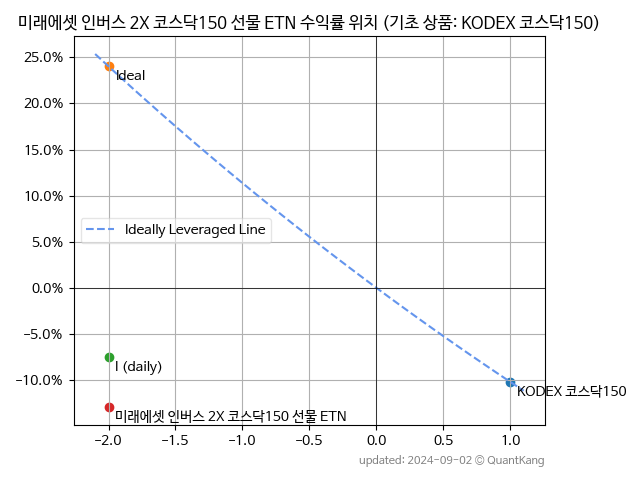 미래에셋 인버스 2X 코스닥150 선물 ETN 수익률 위치 (기초 상품: KODEX 코스닥150)
25.0%
Ideal
20.0%
15.0%
10.0%
Ideally Leveraged Line
5.0%
0.0%
−5.0%
I (daily)
−10.0%
KODEX 코스닥150
미래에셋 인버스 2X 코스닥150 선물 ETN
−2.0 −1.5 −1.0 −0.5 0.0 0.5 1.0
updated: 2024-09-02 © QuantKang